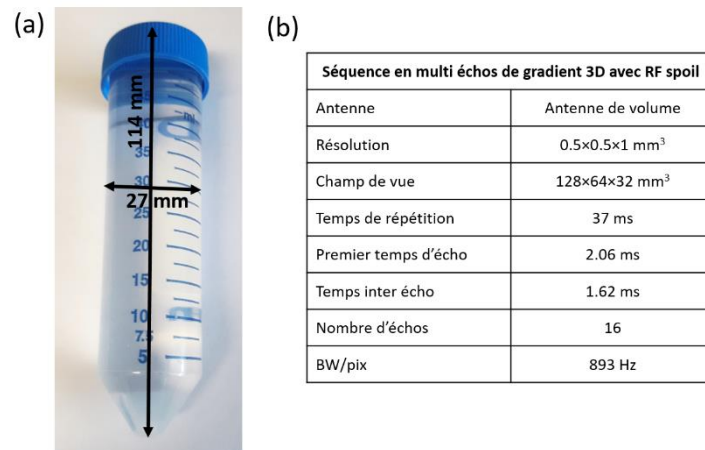 (a)
114 mm
27 mm
35
30
25
20
15
10
7.5
5
(b)
Séquence en multi échos de gradient 3D avec RF spoil
Antenne
Antenne de volume
Résolution
0.5×0.5×1 mm³
Champ de vue
128×64×32 mm³
Temps de répétition
37 ms
Premier temps d’écho
2.06 ms
Temps inter écho
1.62 ms
Nombre d’échos
16
BW/pix
893 Hz